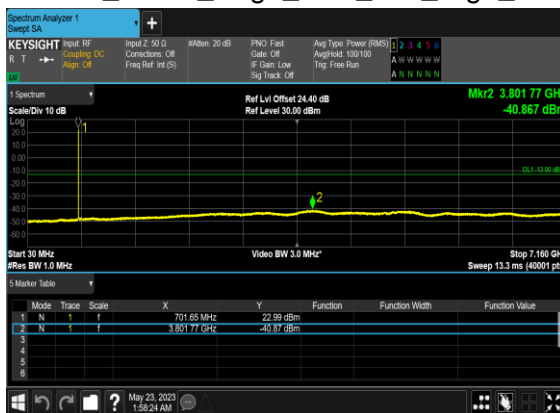 Spectrum Analyzer 1
Swept SA
+
KEYSIGHT Input: RF Input Z: 50 Ω #Atten: 20 dB PNO: Fast Avg Type: Power (RMS) 1 2 3 4 5 6
R T Coupling: DC Corrections: Off Gate: Off Avg|Hold: 100/100 A W W W W W
Align: Off Freq Ref: Int (S) IF Gain: Low Trig: Free Run
Sig Track: Off A N N N N N
1 Spectrum Ref Lvl Offset 24.40 dB Mkr2 3.801 77 GH
Scale/Div 10 dB Ref Level 30.00 dBm -40.867 dBr
Log
1
20.0
10.0
0.00
-10.0 DL1 -13.00 dB
-20.0
-30.0
2
-40.0
-50.0
-60.0
Start 30 MHz Video BW 3.0 MHz* Stop 7.160 GH
#Res BW 1.0 MHz Sweep 13.3 ms (40001 pt
5 Marker Table
Mode Trace Scale X Y Function Function Width Function Value
1 N 1 f 701.65 MHz 22.99 dBm
2 N 1 f 3.801 77 GHz -40.87 dBm
3
4
5
6
? May 23, 2023
1:58:24 AM